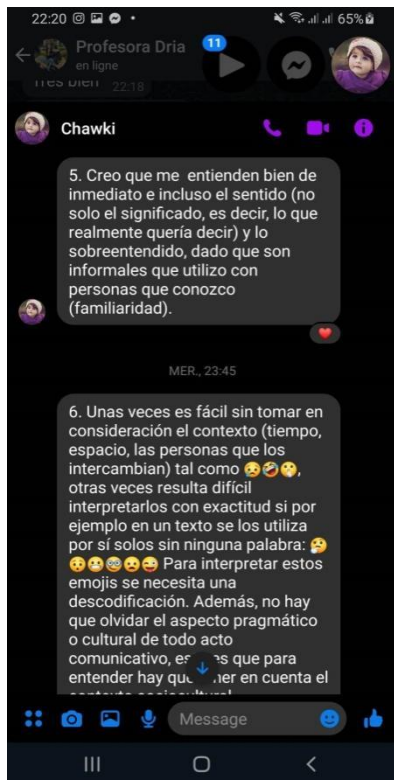 22:20
65%
Profesora Dria
en ligne
11
Tres bien 22:18
Chawki
5. Creo que me entienden bien de
inmediato e incluso el sentido (no
solo el significado, es decir, lo que
realmente quería decir) y lo
sobreentendido, dado que son
informales que utilizo con
personas que conozco
(familiaridad).
MER., 23:45
6. Unas veces es fácil sin tomar en
consideración el contexto (tiempo,
espacio, las personas que los
intercambian) tal como 😥🤣🤫,
otras veces resulta difícil
interpretarlos con exactitud si por
ejemplo en un texto se los utiliza
por sí solos sin ninguna palabra:
Para interpretar estos
emojis se necesita una
descodificación. Además, no hay
que olvidar el aspecto pragmático
o cultural de todo acto
comunicativo, es que para
entender hay en cuenta el
contexto sociocultural
Message